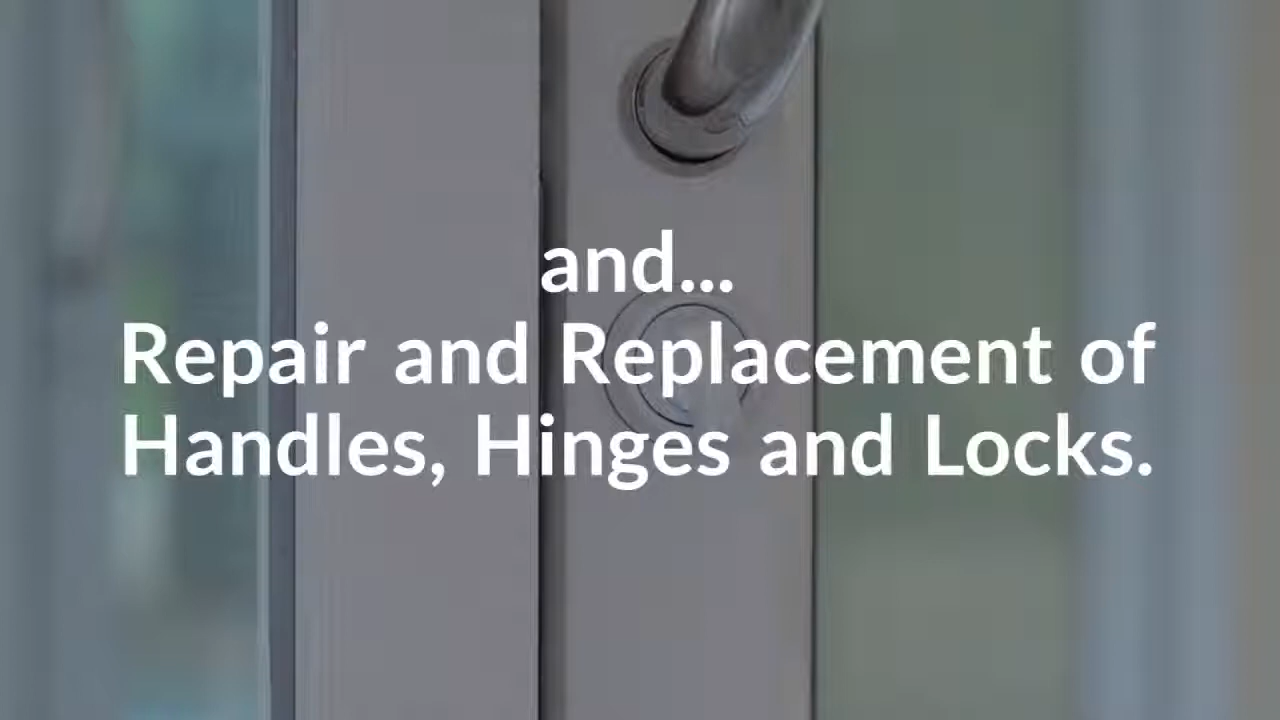 and...
Repair and Replacement of
Handles, Hinges and Locks.